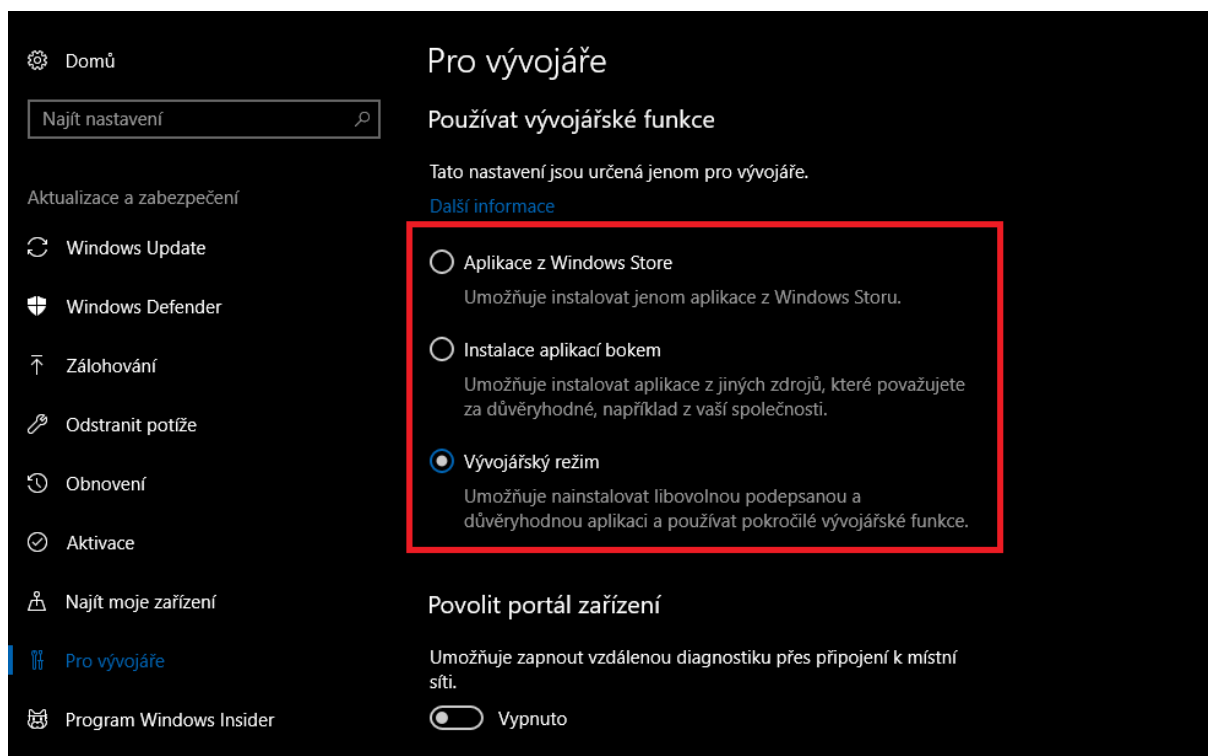 Domů
Najít nastavení
Aktualizace a zabezpečení
Windows Update
Windows Defender
Zálohování
Odstranit potíže
Obnovení
Aktivace
Najít moje zařízení
Pro vývojáře
Program Windows Insider
Pro vývojáře
Používat vývojářské funkce
Tato nastavení jsou určená jenom pro vývojáře.
Další informace
Aplikace z Windows Store
Umožňuje instalovat jenom aplikace z Windows Storu.
Instalace aplikací bokem
Umožňuje instalovat aplikace z jiných zdrojů, které považujete
za důvěryhodné, například z vaší společnosti.
Vývojářský režim
Umožňuje nainstalovat libovolnou podepsanou a
důvěryhodnou aplikaci a používat pokročilé vývojářské funkce.
Povolit portál zařízení
Umožňuje zapnout vzdálenou diagnostiku přes připojení k místní
síti.
Vypnuto